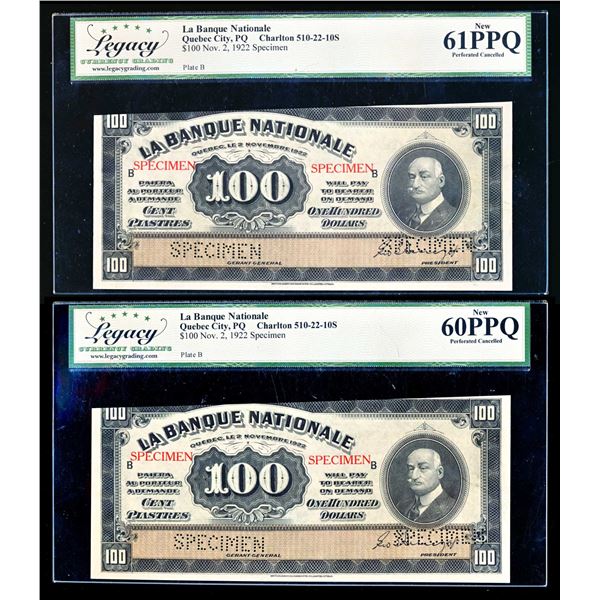 Legacy
CURRENCY GRADING
www.legacygrading.com
La Banque Nationale
Quebec City, PQ Charlton 510-22-10S
$100 Nov. 2, 1922 Specimen
Plate B
New
61PPQ
Perforated Cancelled
100 100
LA BANQUE NATIONALE
QUEBEC, LE 2 NOVEMBRE 1922
SPECIMEN SPECIMEN
B B
100
PAIERA AU PORTEUR A DEMANDE
WILL PAY TO BEARER ON DEMAND
CENT PIASTRES
ONE HUNDRED DOLLARS
SPECIMEN SPECIMEN
100 GERANT-GENERAL PRESIDENT 100
Legacy
CURRENCY GRADING
www.legacygrading.com
La Banque Nationale
Quebec City, PQ Charlton 510-22-10S
$100 Nov. 2, 1922 Specimen
Plate B
New
60PPQ
Perforated Cancelled
100 100
LA BANQUE NATIONALE
QUEBEC, LE 2 NOVEMBRE 1922
SPECIMEN SPECIMEN
B B
100
PAIERA AU PORTEUR A DEMANDE
WILL PAY TO BEARER ON DEMAND
CENT PIASTRES
ONE HUNDRED DOLLARS
SPECIMEN SPECIMEN
100 GERANT-GENERAL PRESIDENT 100